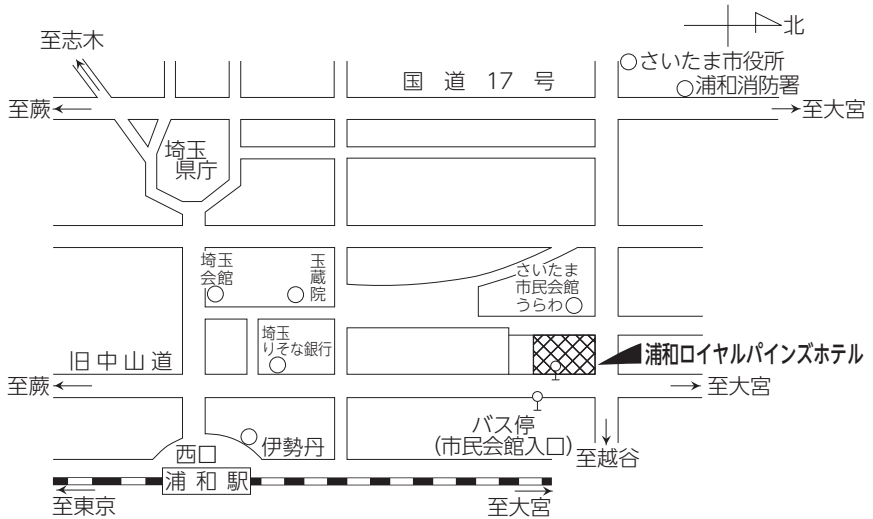 北
至志木
さいたま市役所
国道17号
浦和消防署
至蕨
至大宮
埼玉
県庁
埼玉
会館
玉蔵院
さいたま
市民会館
うらわ
埼玉
りそな銀行
旧中山道
浦和ロイヤルパインズホテル
至蕨
至大宮
バス停
(市民会館入口)
伊勢丹
西口
至越谷
浦和駅
至東京
至大宮